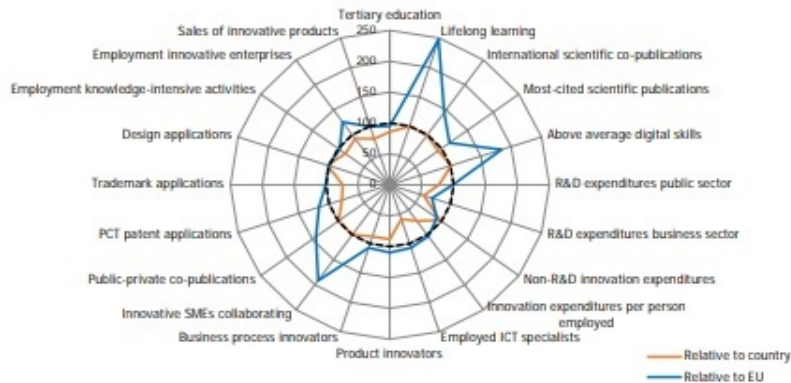 Tertiary education
250
Sales of innovative products
Lifelong learning
Employment innovative enterprises
200
International scientific co-publications
Employment knowledge-intensive activities
150
Most-cited scientific publications
100
Design applications
Above average digital skills
50
Trademark applications
0
R&D expenditures public sector
PCT patent applications
R&D expenditures business sector
Public-private co-publications
Non-R&D innovation expenditures
Innovative SMEs collaborating
Innovation expenditures per person
employed
Business process innovators
Employed ICT specialists
Product innovators
Relative to country
Relative to EU